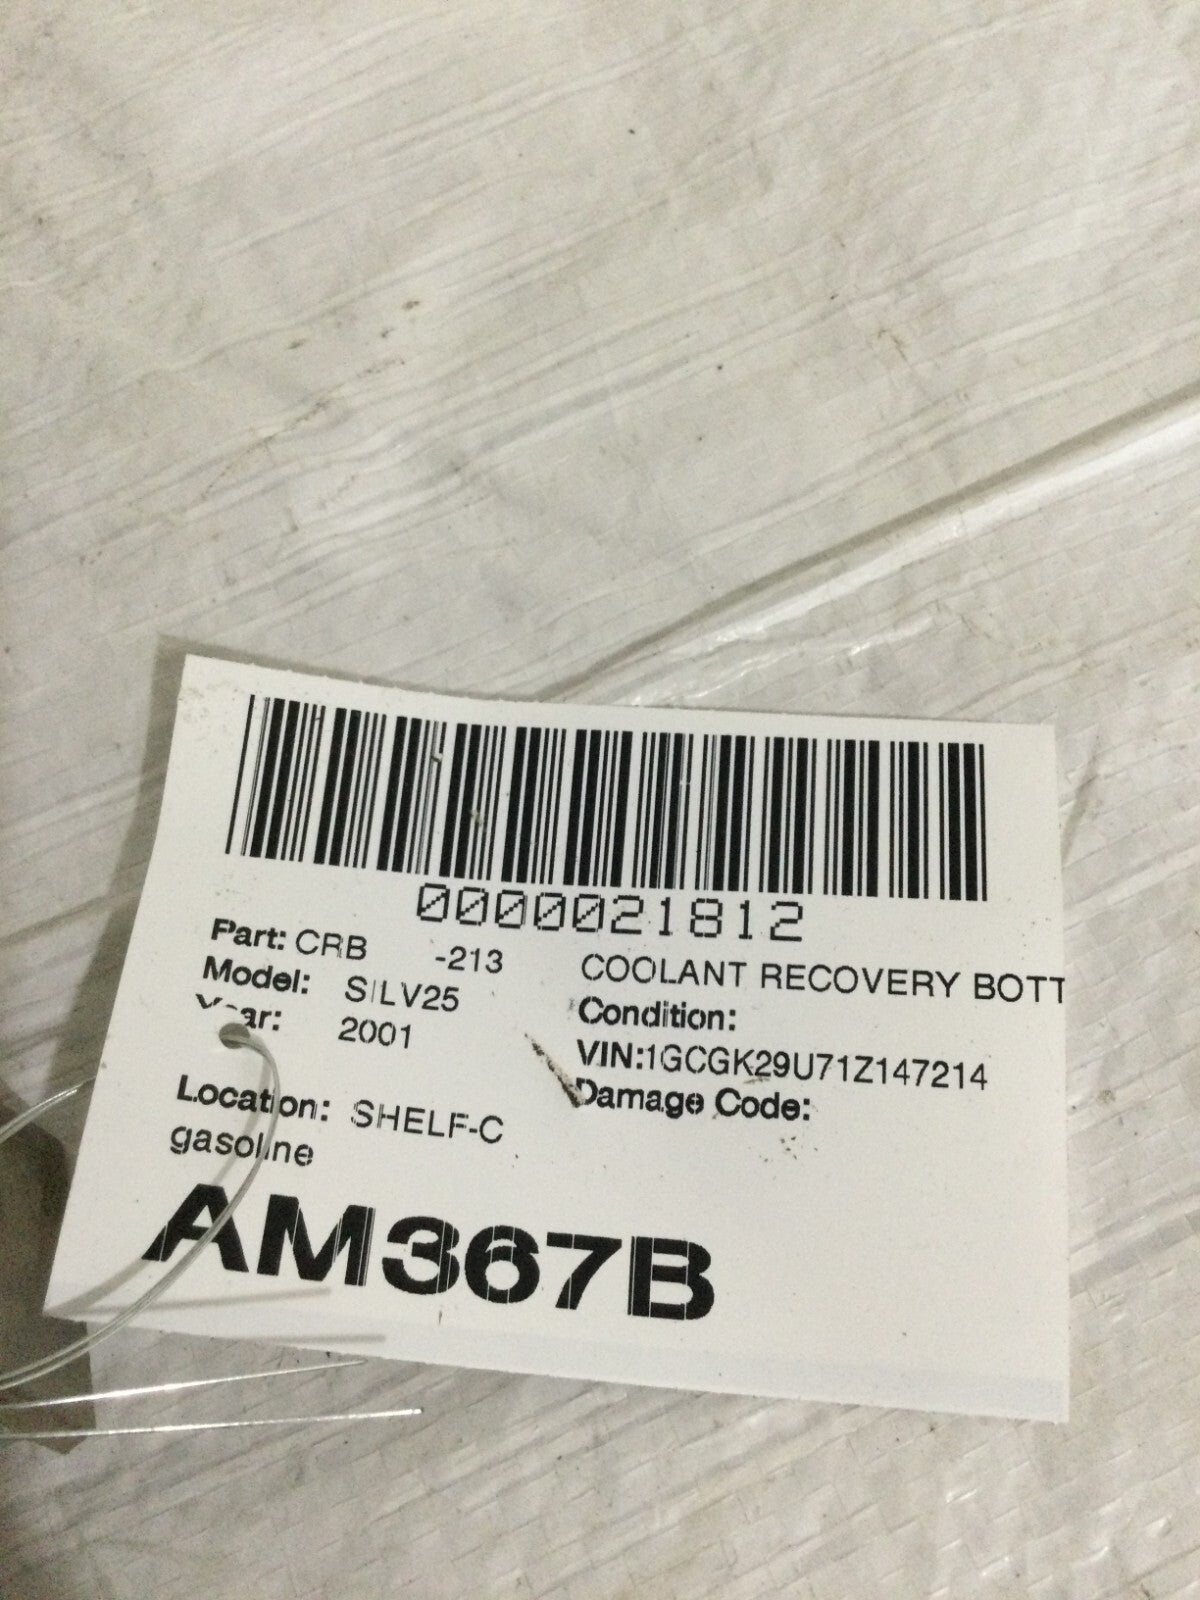 0000021812
Part: CRB -213 COOLANT RECOVERY BOTT
Model: SILV25 Condition:
Year: 2001 VIN:1GCGK29U71Z147214
Damage Code:
Location: SHELF-C
gasoline
AM367B